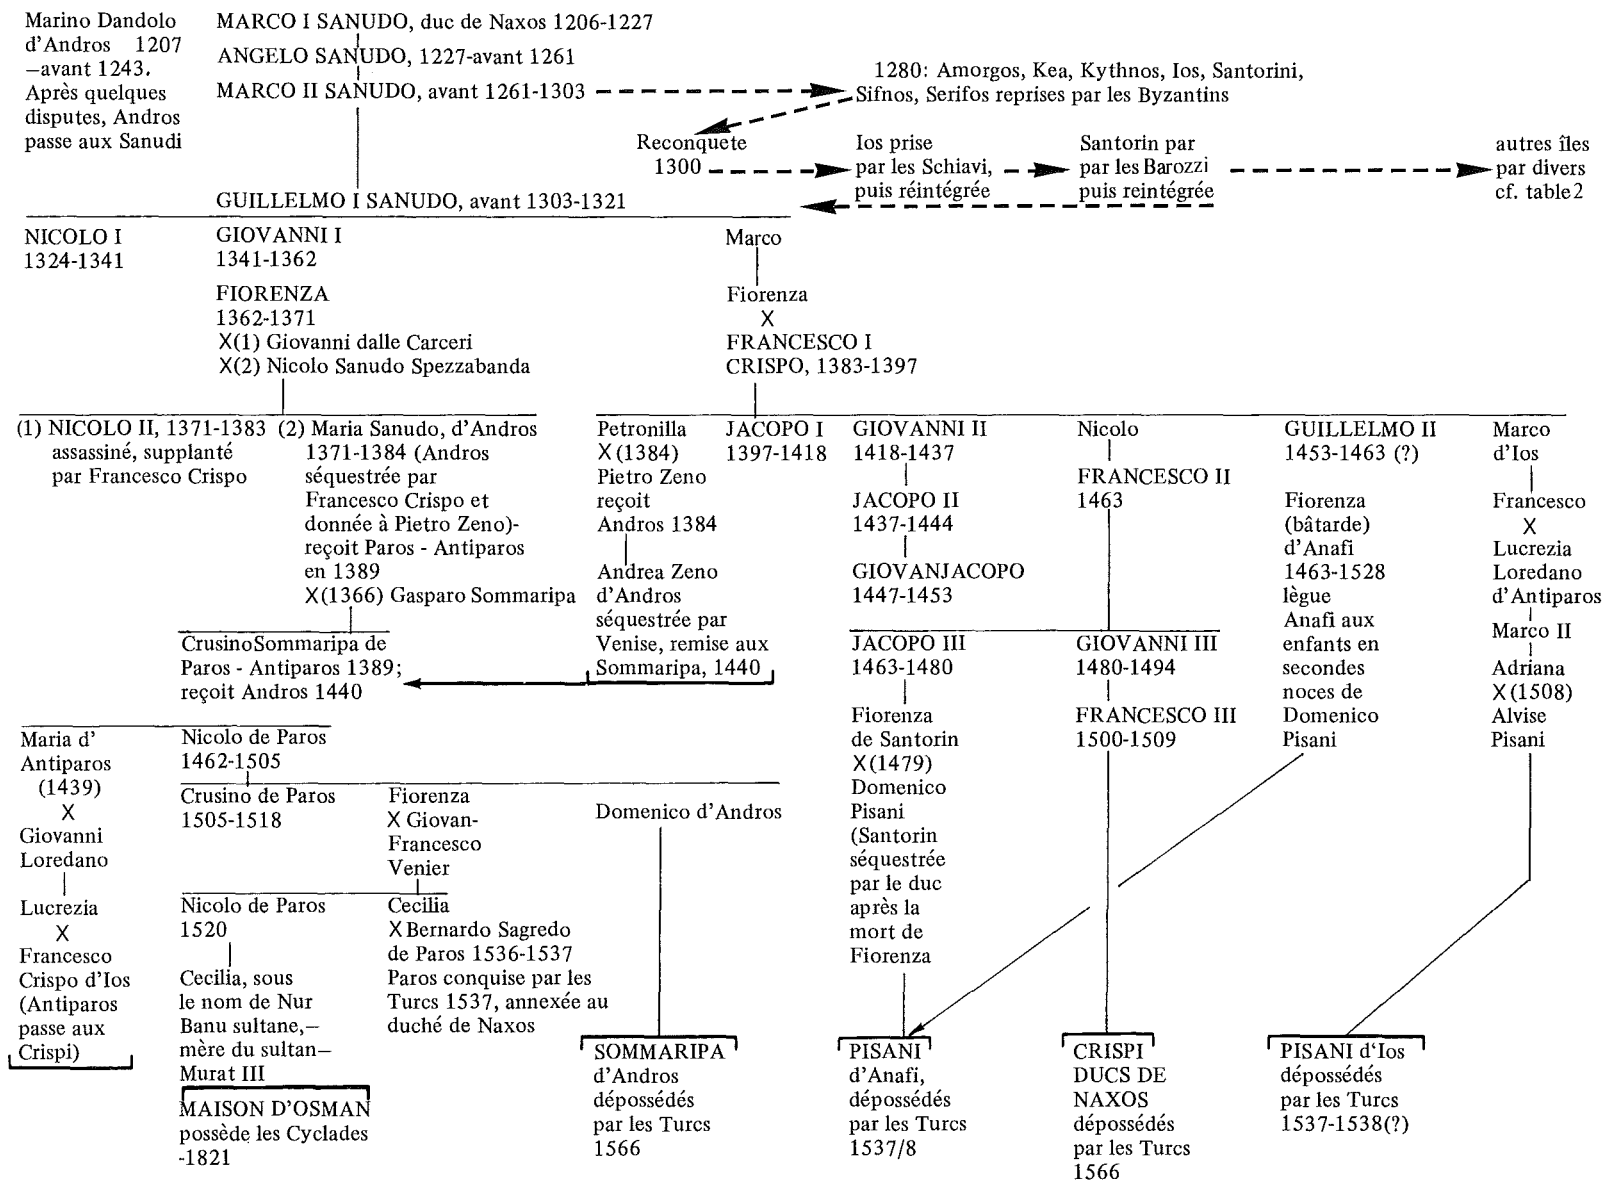 Marino Dandolo
d'Andros 1207
–avant 1243.
Après quelques
disputes, Andros
passe aux Sanudi
MARCO I SANUDO, duc de Naxos 1206-1227
ANGELO SANUDO, 1227-avant 1261
MARCO II SANUDO, avant 1261-1303
1280: Amorgos, Kea, Kythnos, Ios, Santorini,
Sifnos, Serifos reprises par les Byzantins
Reconquete
1300
Ios prise
par les Schiavi,
puis réintégrée
Santorin par
par les Barozzi
puis reintégrée
autres îles
par divers
cf. table 2
GUILLELMO I SANUDO, avant 1303-1321
NICOLO I
1324-1341
GIOVANNI I
1341-1362
Marco
FIORENZA
1362-1371
X(1) Giovanni dalle Carceri
X(2) Nicolo Sanudo Spezzabanda
Fiorenza
X
FRANCESCO I
CRISPO, 1383-1397
(1) NICOLO II, 1371-1383
assassiné, supplanté
par Francesco Crispo
(2) Maria Sanudo, d'Andros
1371-1384 (Andros
séquestrée par
Francesco Crispo et
donnée à Pietro Zeno)-
reçoit Paros - Antiparos
en 1389
X(1366) Gasparo Sommaripa
Petronilla
X(1384)
Pietro Zeno
reçoit
Andros 1384
Andrea Zeno
d'Andros
séquestrée par
Venise, remise aux
Sommaripa, 1440
JACOPO I
1397-1418
GIOVANNI II
1418-1437
JACOPO II
1437-1444
GIOVANJACOPO
1447-1453
Nicolo
FRANCESCO II
1463
GUILLELMO II
1453-1463 (?)
Fiorenza
(bâtarde)
d'Anafi
1463-1528
lègue
Anafi aux
enfants en
secondes
noces de
Domenico
Pisani
Marco
d'Ios
Francesco
X
Lucrezia
Loredano
d'Antiparos
Marco II
Adriana
X(1508)
Alvise
Pisani
Crusino Sommaripa de
Paros - Antiparos 1389;
reçoit Andros 1440
JACOPO III
1463-1480
GIOVANNI III
1480-1494
Fiorenza
de Santorin
X(1479)
Domenico
Pisani
(Santorin
séquestrée
par le duc
après la
mort de
Fiorenza
FRANCESCO III
1500-1509
Maria d'
Antiparos
(1439)
X
Giovanni
Loredano
Lucrezia
X
Francesco
Crispo d'Ios
(Antiparos
passe aux
Crispi)
Nicolo de Paros
1462-1505
Crusino de Paros
1505-1518
Fiorenza
X Giovan-
Francesco
Venier
Domenico d'Andros
Nicolo de Paros
1520
Cecilia, sous
le nom de Nur
Banu sultane,–
mère du sultan–
Murat III
MAISON D'OSMAN
possède les Cyclades
-1821
Cecilia
X Bernardo Sagredo
de Paros 1536-1537
Paros conquise par les
Turcs 1537, annexée au
duché de Naxos
SOMMARIPA
d'Andros
dépossédés
par les Turcs
1566
PISANI
d'Anafi,
dépossédés
par les Turcs
1537/8
CRISPI
DUCS DE
NAXOS
dépossédés
par les Turcs
1566
PISANI d'Ios
dépossédés
par les Turcs
1537-1538(?)